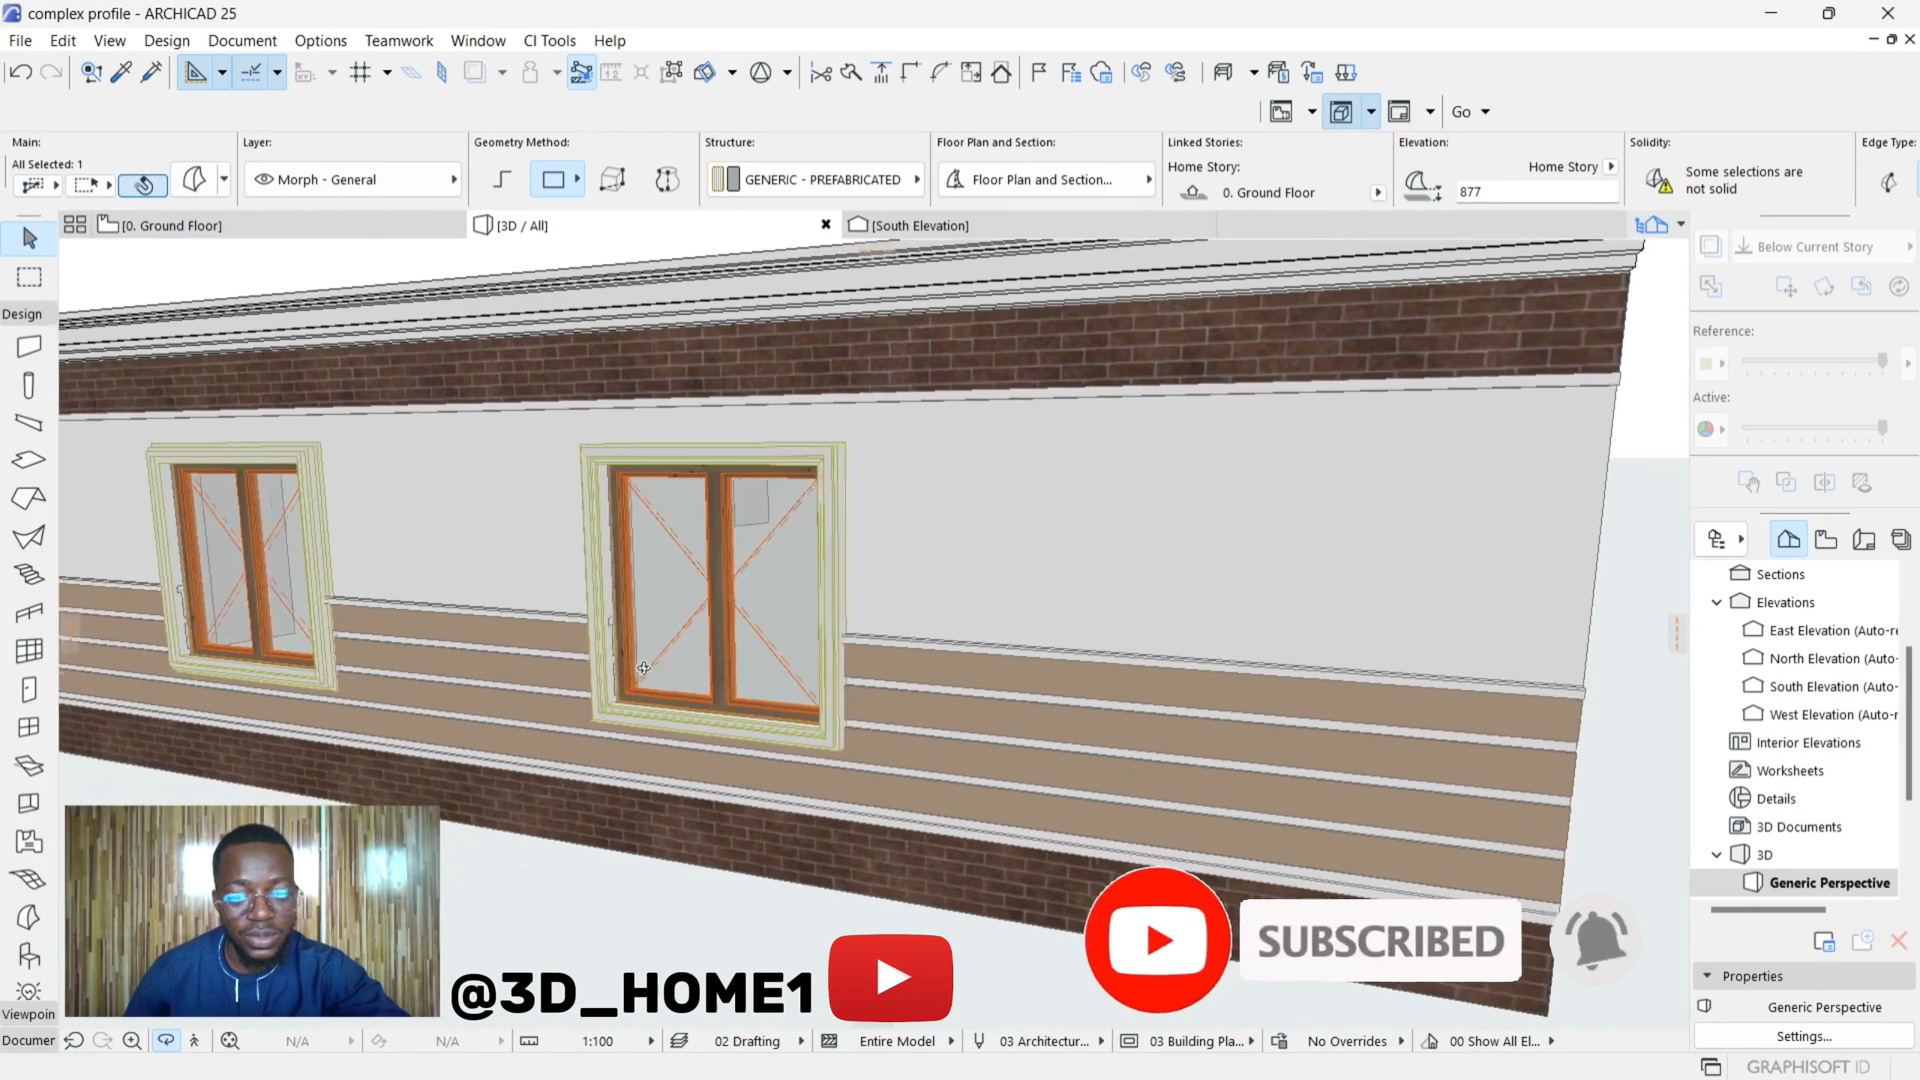 complex profile - ARCHICAD 25
File Edit View Design Document Options Teamwork Window CI Tools Help
Go
Main:
All Selected: 1
Layer:
Morph - General
Geometry Method:
Structure:
GENERIC - PREFABRICATED
Floor Plan and Section:
Floor Plan and Section...
Linked Stories:
Home Story:
0. Ground Floor
Elevation:
Home Story
877
Solidity:
Some selections are
not solid
Edge Type:
[0. Ground Floor]
[3D / All]
[South Elevation]
Design
Viewpoin
Documer
Below Current Story
Reference:
Active:
Sections
Elevations
East Elevation (Auto-re
North Elevation (Auto-
South Elevation (Auto-r
West Elevation (Auto-r
Interior Elevations
Worksheets
Details
3D Documents
3D
Generic Perspective
Properties
Generic Perspective
Settings...
@3D_HOME1
SUBSCRIBED
N/A
N/A
1:100
02 Drafting
Entire Model
03 Architectur...
03 Building Pla...
No Overrides
00 Show All El...
GRAPHISOFT ID